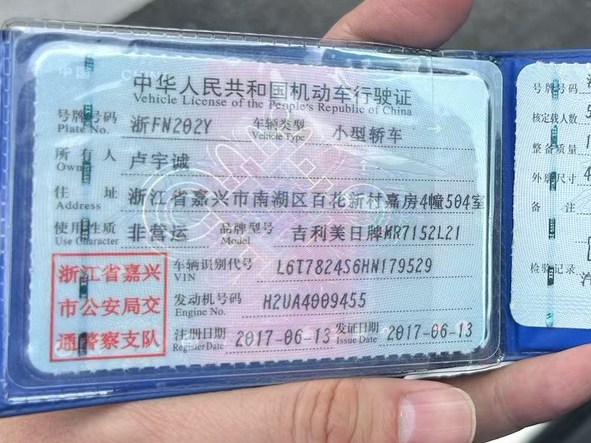 中华人民共和国机动车行驶证
Vehicle License of the People's Republic of China
号牌号码 Plate No. 浙FN202Y 车辆类型 Vehicle Type 小型轿车
所有人 Owner 卢宇诚
住址 Address 浙江省嘉兴市南湖区百花新村嘉房4幢504室
使用性质 Use Character 非营运 品牌型号 Model 吉利美日牌MR7152L21
浙江省嘉兴
市公安局交
通警察支队
车辆识别代号 VIN L6T7824S6HN179529
发动机号码 Engine No. H2UA4009455
注册日期 Register Date 2017-06-13 发证日期 Issue Date 2017-06-13
号牌号码
核定载人数
整备质量
外廓尺寸
备注
检验记录